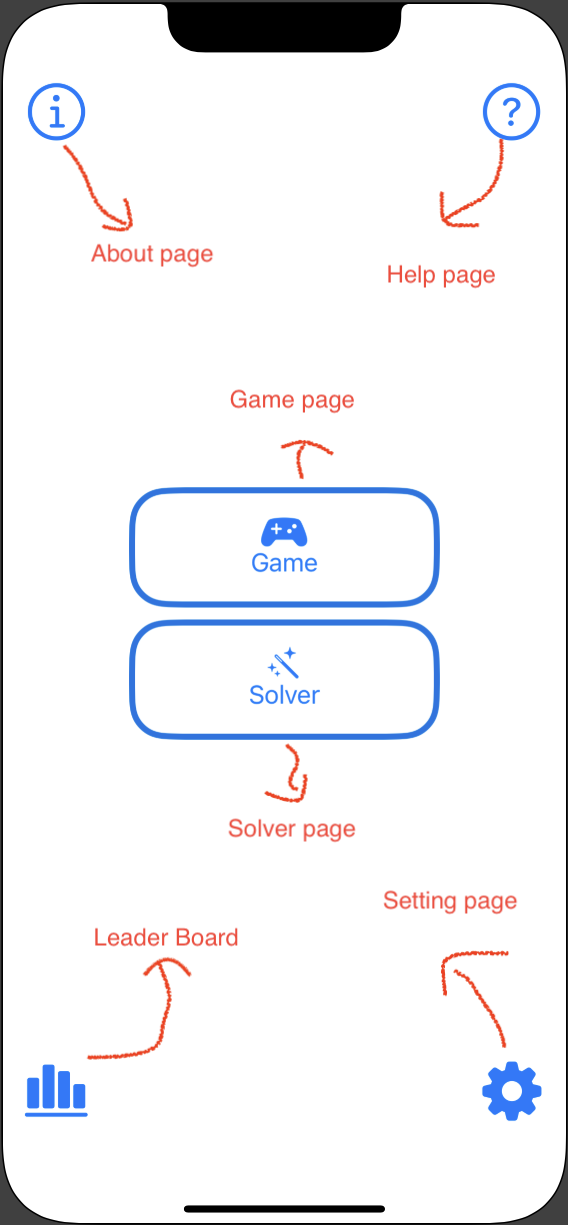 i
?
About page
Help page
Game page
Game
Solver
Solver page
Setting page
Leader Board